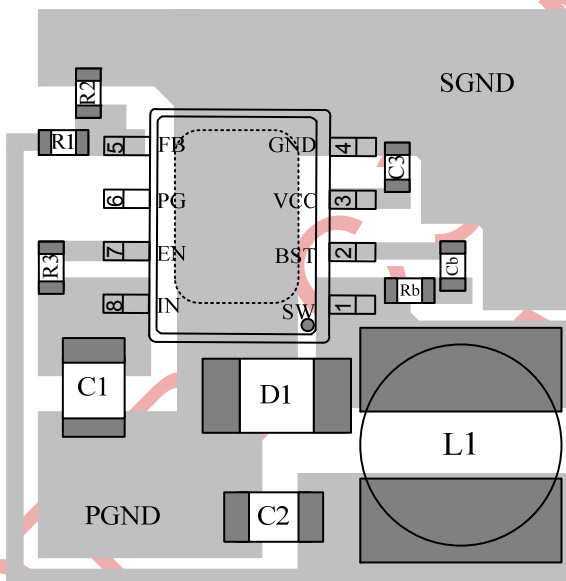 SGND
R2
R1
5
FB
GND
4
C3
6
PG
VCC
3
R3
7
EN
BST
2
Cb
Rb
8
IN
SW
1
C1
D1
L1
PGND
C2